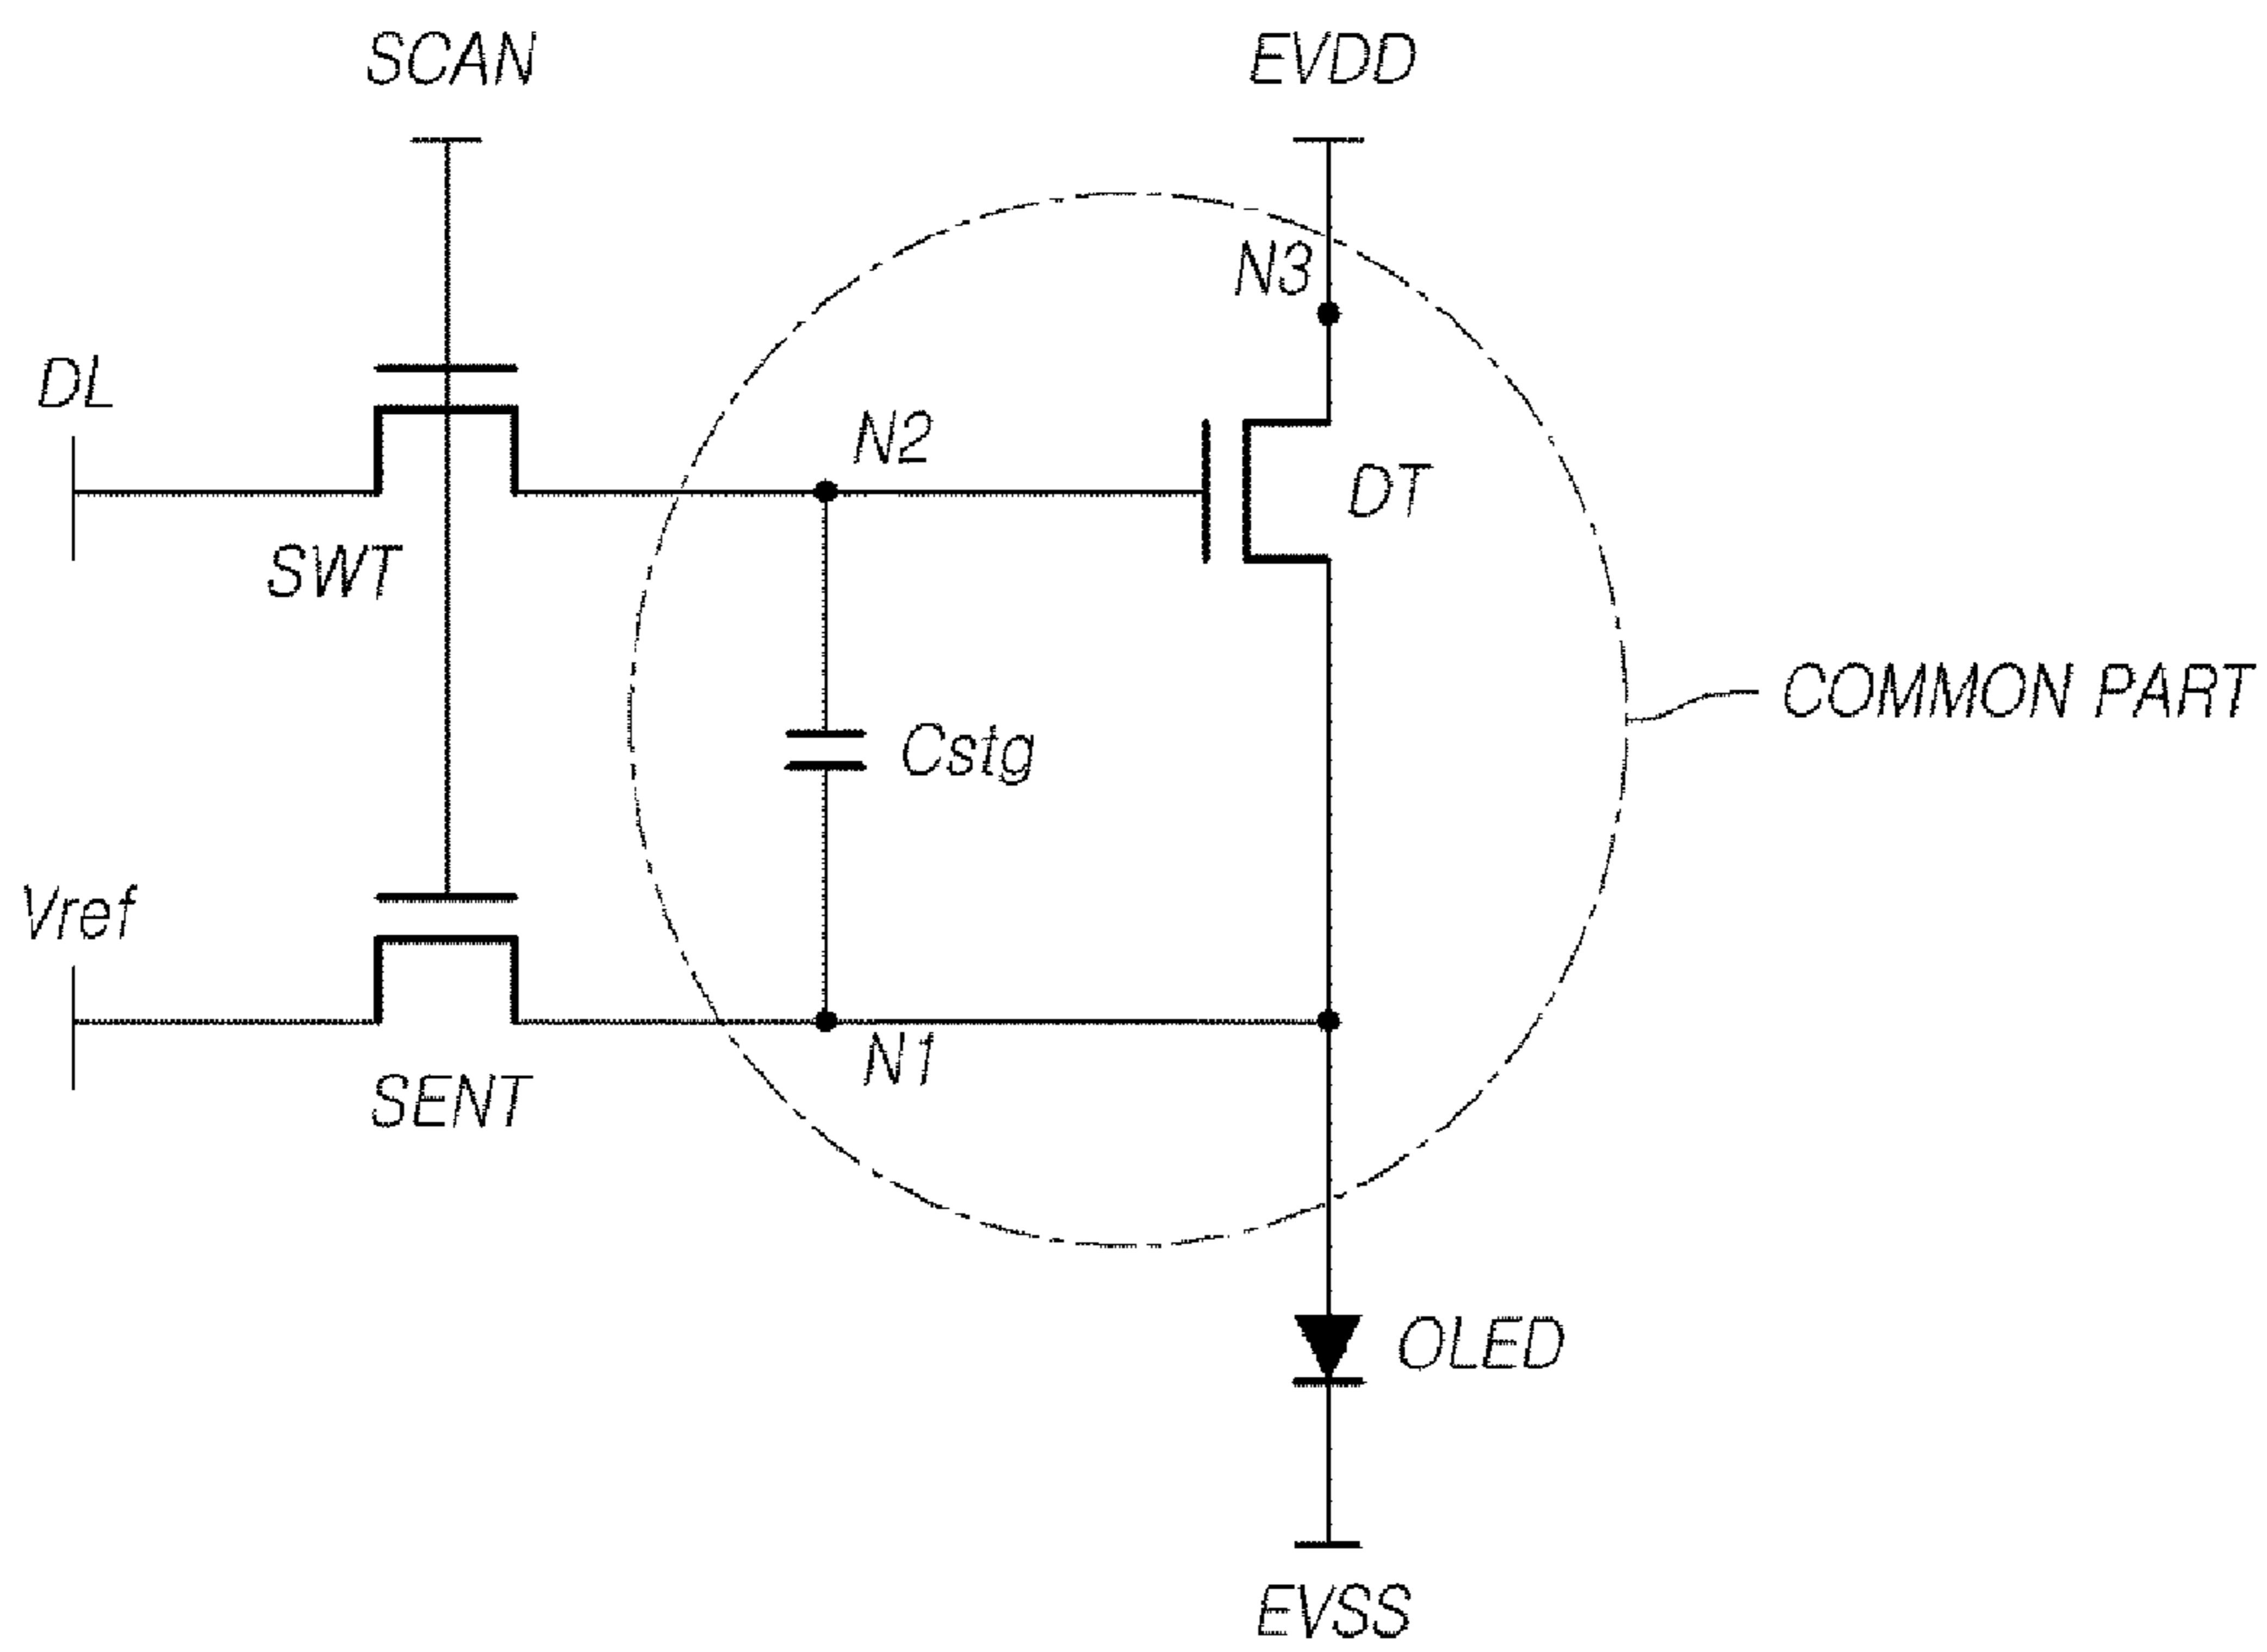 SCAN
EVDD
N3
DL
N2
DT
SWT
COMMON PART
Cstg
Vref
N1
SENT
OLED
EVSS